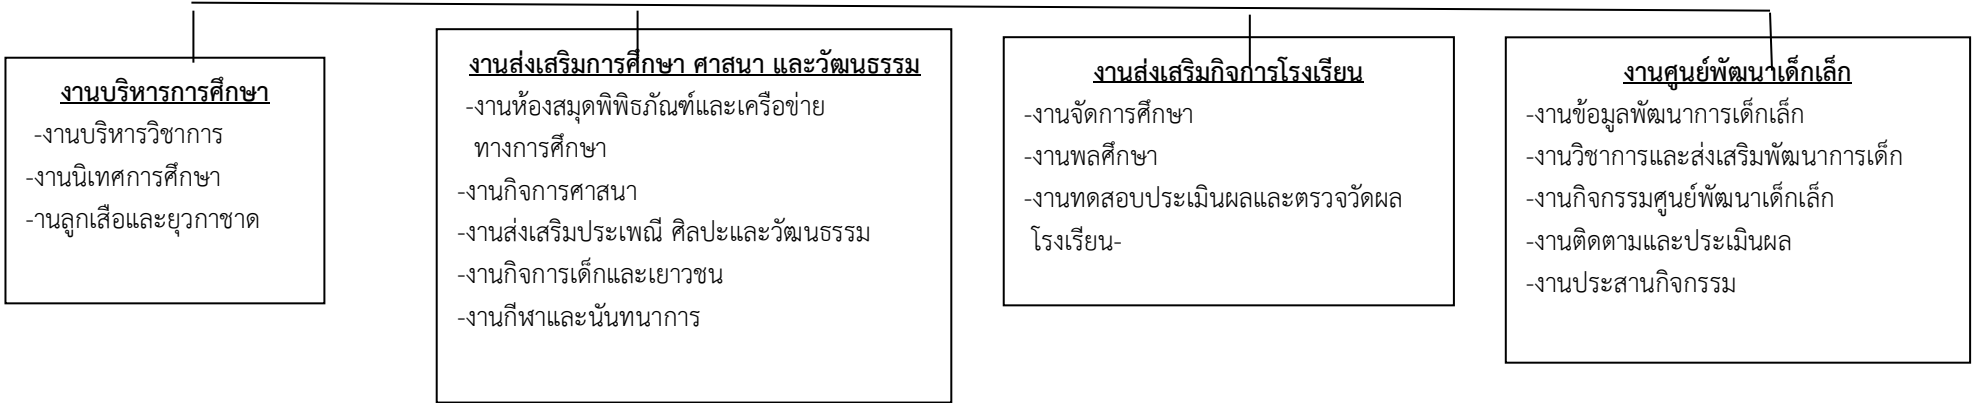 งานบริหารการศึกษา
-งานบริหารวิชาการ
-งานนิเทศการศึกษา
-านลูกเสือและยุวกาชาด
งานส่งเสริมการศึกษา ศาสนา และวัฒนธรรม
-งานห้องสมุดพิพิธภัณฑ์และเครือข่าย
ทางการศึกษา
-งานกิจการศาสนา
-งานส่งเสริมประเพณี ศิลปะและวัฒนธรรม
-งานกิจการเด็กและเยาวชน
-งานกีฬาและนันทนาการ
งานส่งเสริมกิจการโรงเรียน
-งานจัดการศึกษา
-งานพลศึกษา
-งานทดสอบประเมินผลและตรวจวัดผล
โรงเรียน-
งานศูนย์พัฒนาเด็กเล็ก
-งานข้อมูลพัฒนาการเด็กเล็ก
-งานวิชาการและส่งเสริมพัฒนาการเด็ก
-งานกิจกรรมศูนย์พัฒนาเด็กเล็ก
-งานติดตามและประเมินผล
-งานประสานกิจกรรม